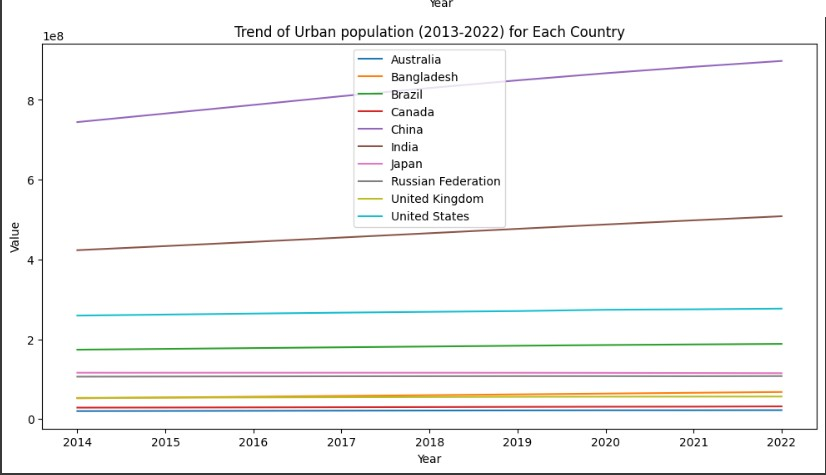 Year
Trend of Urban population (2013-2022) for Each Country
1e8
Australia
Bangladesh
Brazil
Canada
China
India
Japan
Russian Federation
United Kingdom
United States
8
6
4
2
0
Value
2014 2015 2016 2017 2018 2019 2020 2021 2022
Year